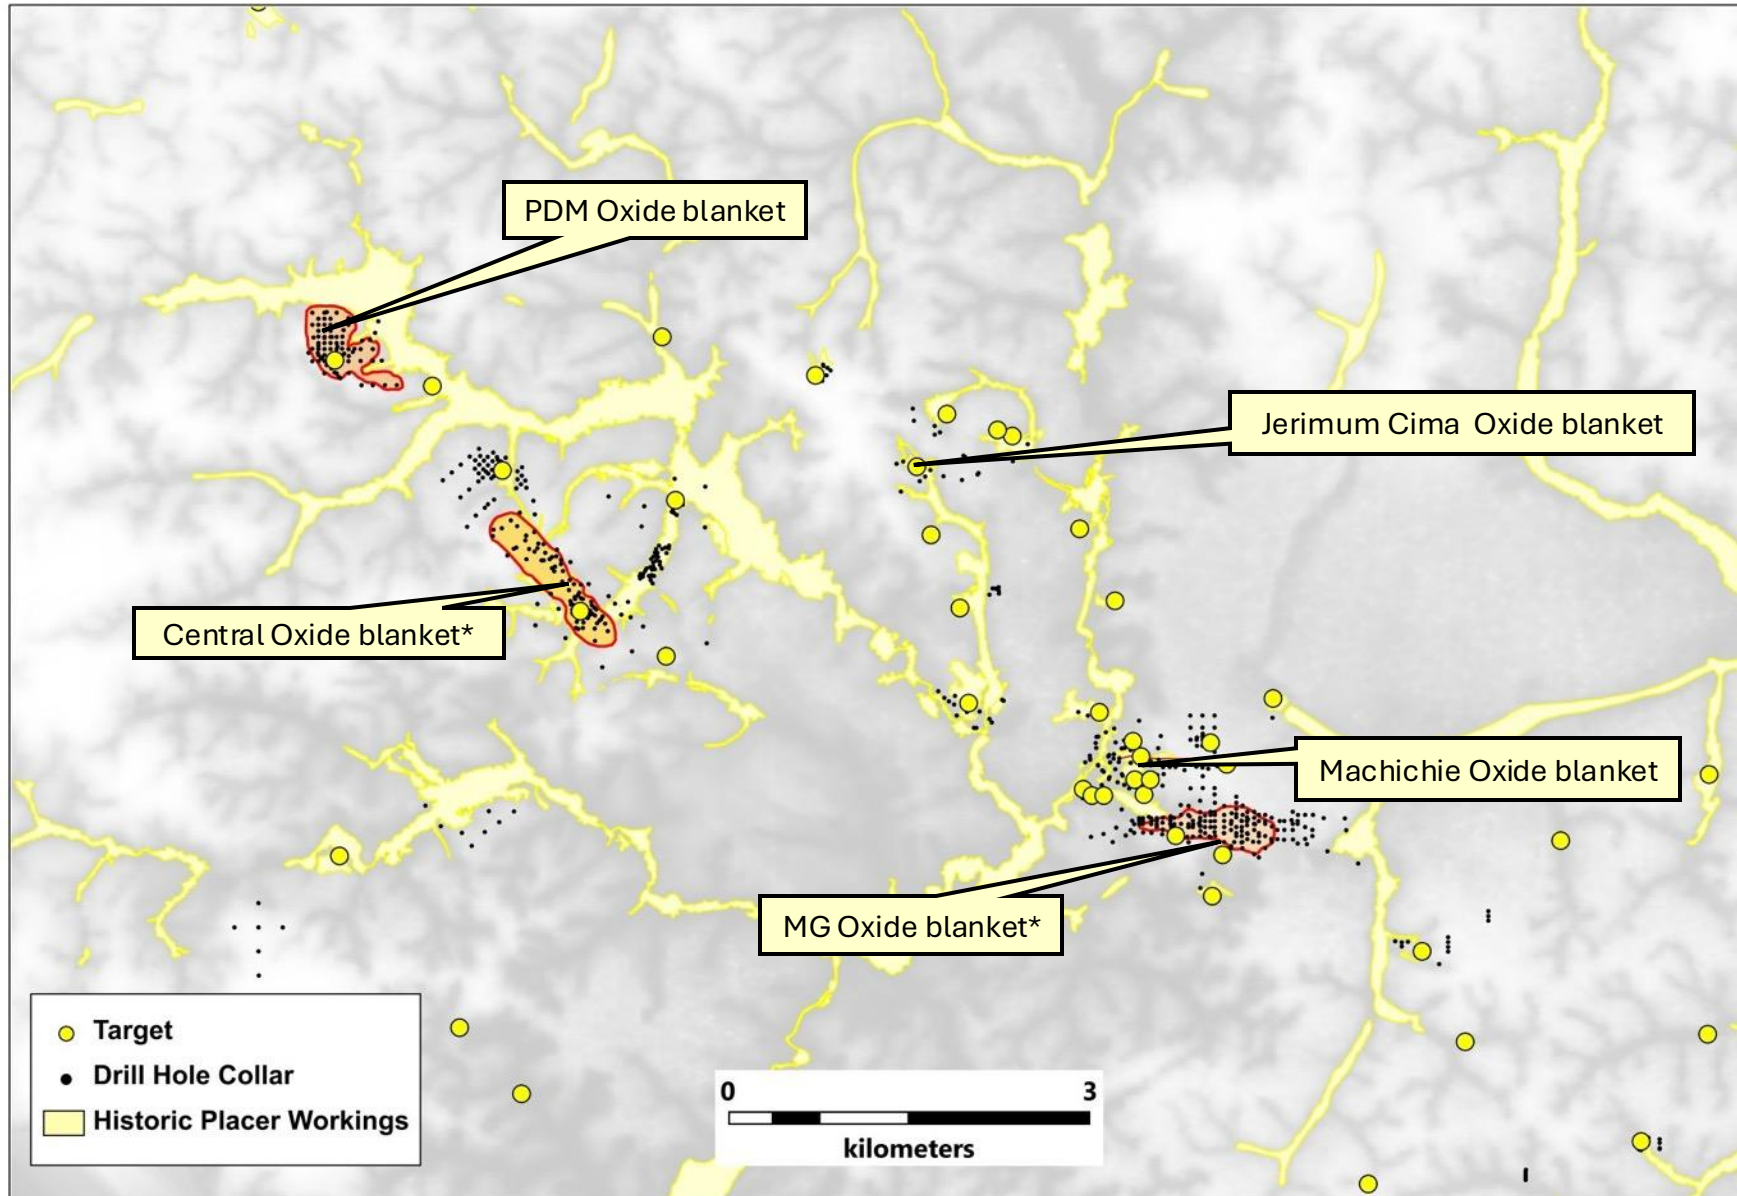 PDM Oxide blanket
Jerimum Cima Oxide blanket
Central Oxide blanket*
Machichie Oxide blanket
MG Oxide blanket*
Target
Drill Hole Collar
Historic Placer Workings
0 3
kilometers